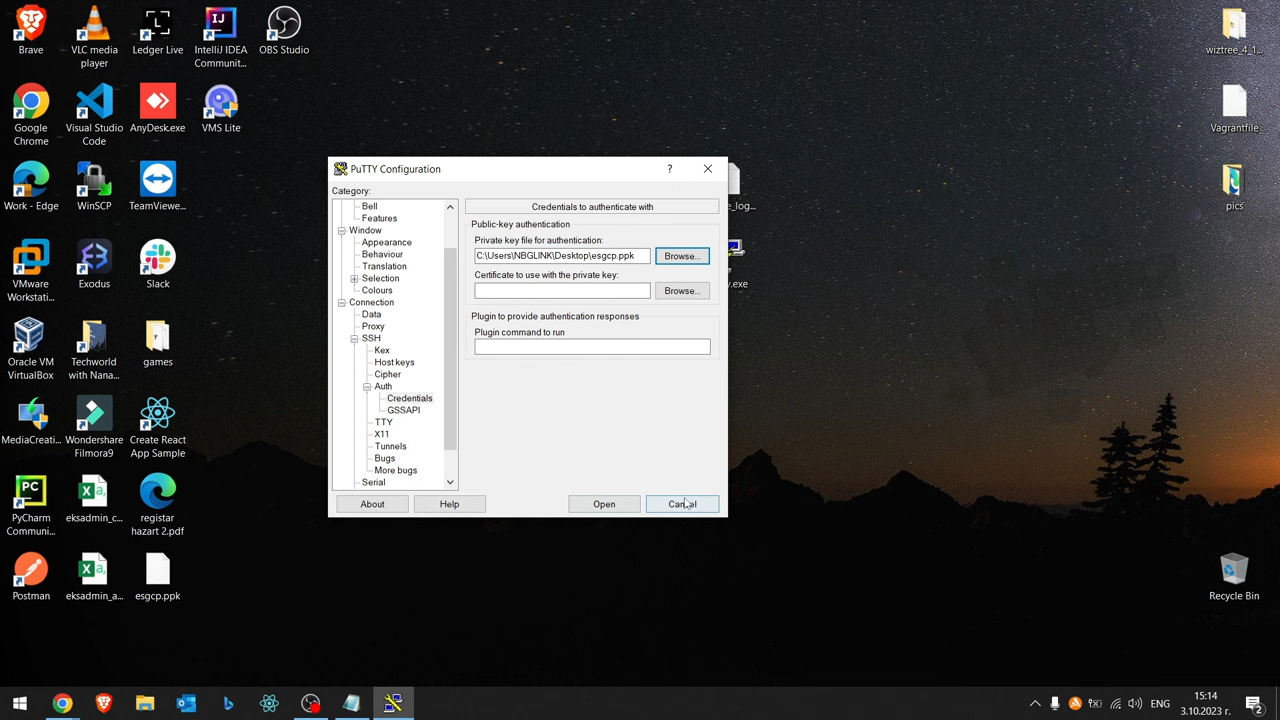 Brave
VLC media
player
Ledger Live
IntelliJ IDEA
Communit...
OBS Studio
Google
Chrome
Visual Studio
Code
AnyDesk.exe
VMS Lite
Work - Edge
WinSCP
TeamViewe...
VMware
Workstati...
Exodus
Slack
Oracle VM
VirtualBox
Techworld
with Nana...
games
MediaCreati...
Wondershare
Filmora9
Create React
App Sample
PyCharm
Communi...
eksadmin_c...
registar
hazart 2.pdf
Postman
eksadmin_a...
esgcp.ppk
PuTTY Configuration
?
Category:
Bell
Features
Window
Appearance
Behaviour
Translation
Selection
Colours
Connection
Data
Proxy
SSH
Kex
Host keys
Cipher
Auth
Credentials
GSSAPI
TTY
X11
Tunnels
Bugs
More bugs
Serial
Credentials to authenticate with
Public-key authentication
Private key file for authentication:
C:\Users\NBGLINK\Desktop\esgcp.ppk
Browse...
Certificate to use with the private key:
Browse...
Plugin to provide authentication responses
Plugin command to run
About
Help
Open
Cancel
e_log...
y.exe
wiztree_4_1...
Vagrantfile
pics
Recycle Bin
ENG
15:14
3.10.2023 г.
2